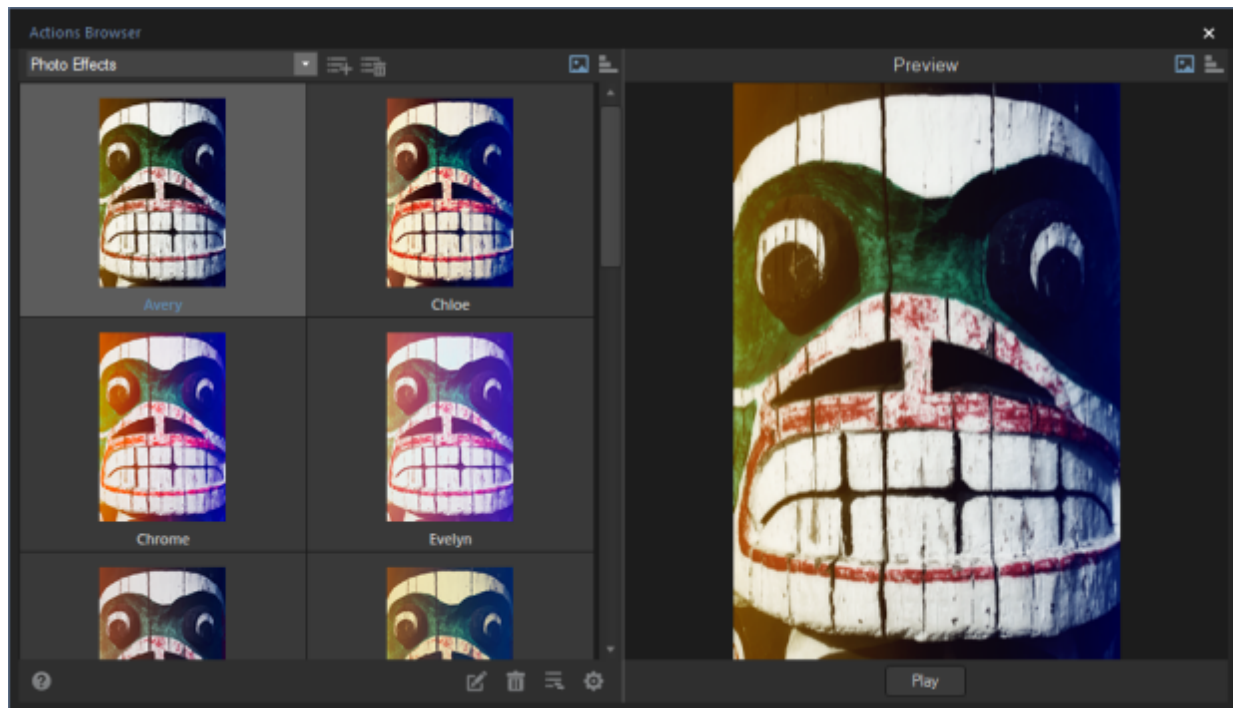 Actions Browser
Photo Effects
Preview
Avery
Chloe
Chrome
Evelyn
Play